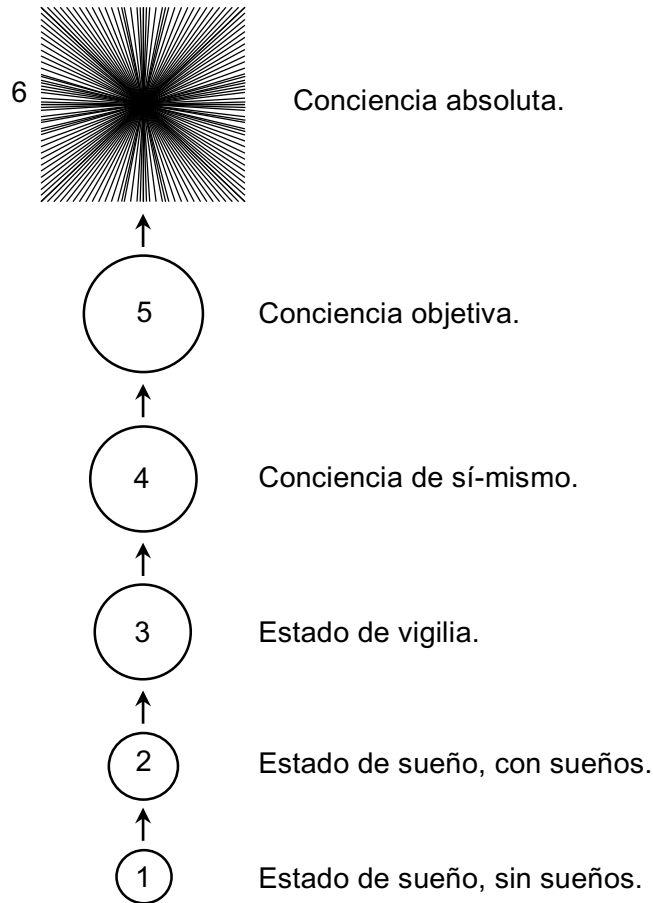 6 Conciencia absoluta.
5 Conciencia objetiva.
4 Conciencia de sí-mismo.
3 Estado de vigilia.
2 Estado de sueño, con sueños.
1 Estado de sueño, sin sueños.